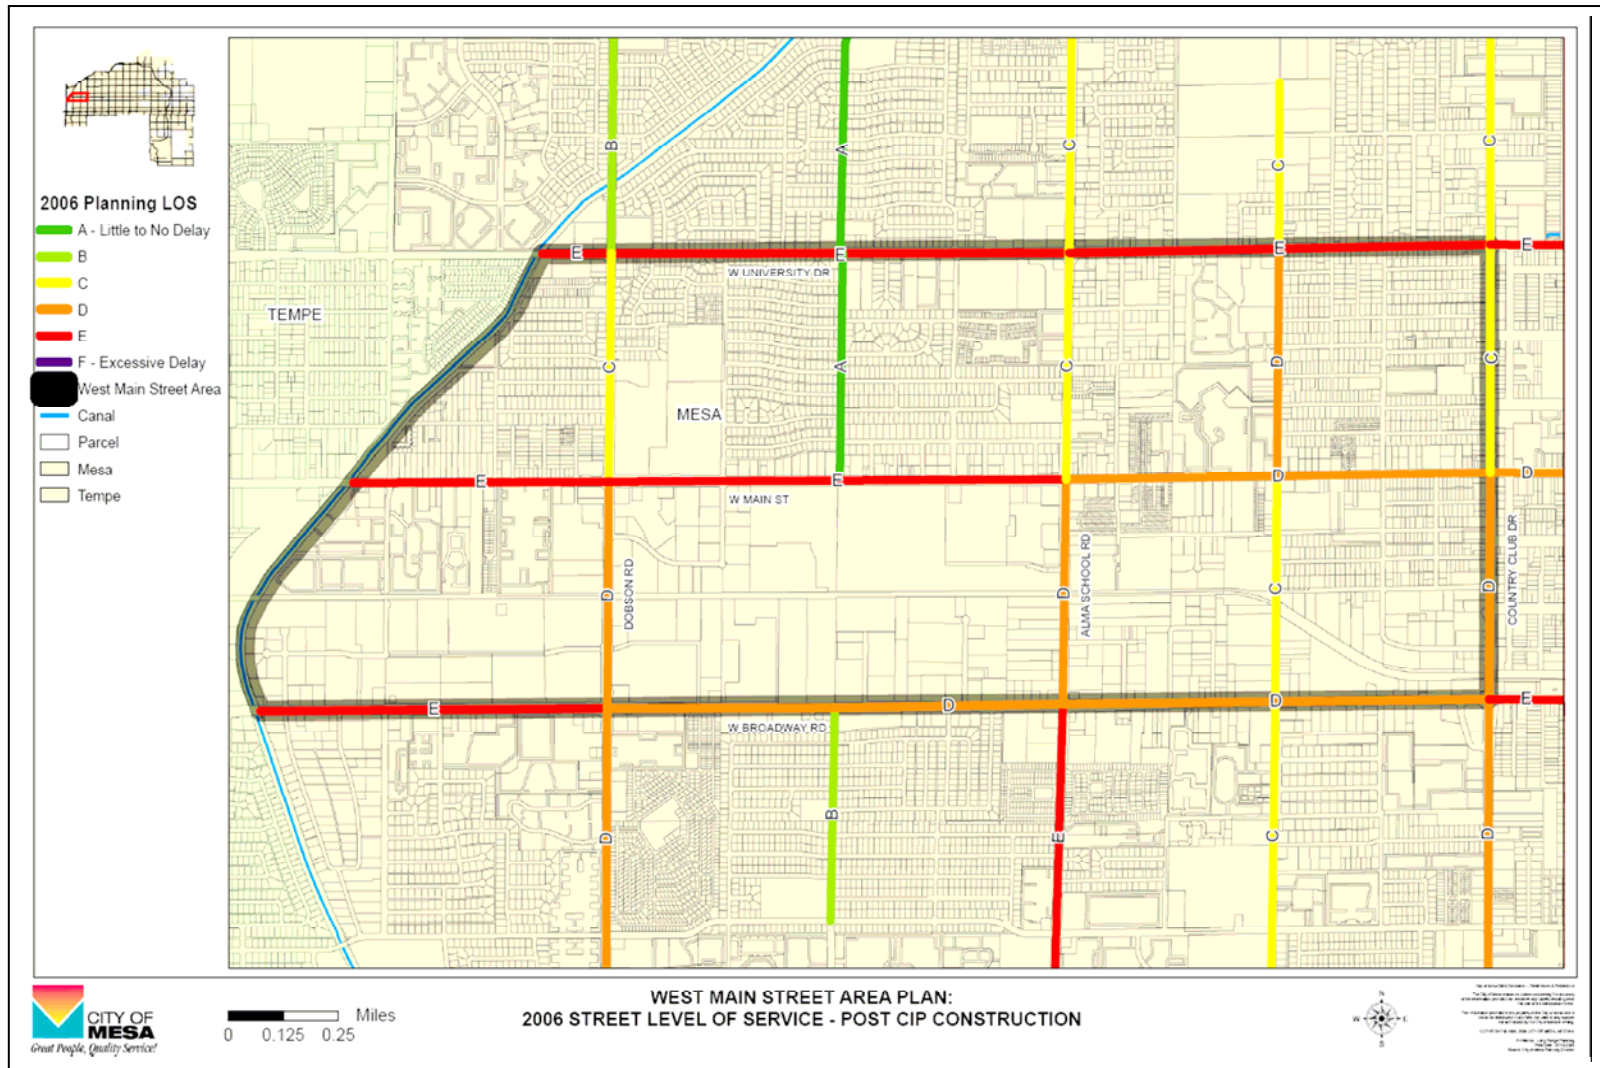 2006 Planning LOS
A - Little to No Delay
B
C
D
E
F - Excessive Delay
West Main Street Area
Canal
Parcel
Mesa
Tempe
B
A
C
C
C
E
E
E
E
W UNIVERSITY DR
TEMPE
C
A
C
D
C
MESA
E
E
D
D
W MAIN ST
D
DOBSON RD
D
ALMA SCHOOL RD
C
D
COUNTRY CLUB DR
E
D
D
E
W BROADWAY RD
D
B
E
C
D
CITY OF
MESA
Great People, Quality Service!
0 0.125 0.25 Miles
WEST MAIN STREET AREA PLAN:
2006 STREET LEVEL OF SERVICE - POST CIP CONSTRUCTION
N
W E
S